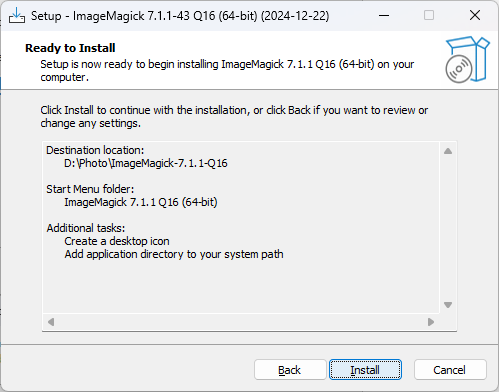 Setup - ImageMagick 7.1.1-43 Q16 (64-bit) (2024-12-22)
Ready to Install
Setup is now ready to begin installing ImageMagick 7.1.1 Q16 (64-bit) on your
computer.
Click Install to continue with the installation, or click Back if you want to review or
change any settings.
Destination location:
D:\Photo\ImageMagick-7.1.1-Q16
Start Menu folder:
ImageMagick 7.1.1 Q16 (64-bit)
Additional tasks:
Create a desktop icon
Add application directory to your system path
Back
Install
Cancel